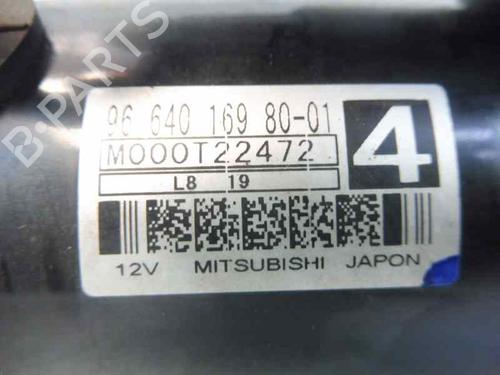 96 640 169 80-01
4
M000T22472
L8 19
12V MITSUBISHI JAPON
B-PARTS